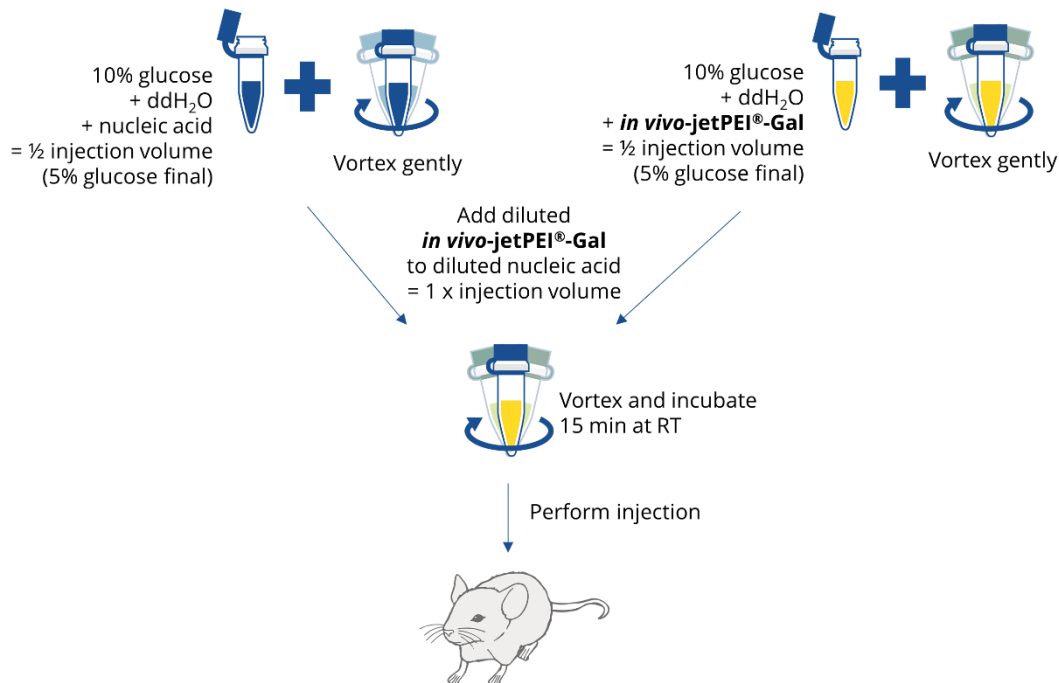 10% glucose
+ ddH₂O
+ nucleic acid
= ½ injection volume
(5% glucose final)
Vortex gently
10% glucose
+ ddH₂O
+ in vivo-jetPEI®-Gal
= ½ injection volume
(5% glucose final)
Vortex gently
Add diluted
in vivo-jetPEI®-Gal
to diluted nucleic acid
= 1 x injection volume
Vortex and incubate
15 min at RT
Perform injection